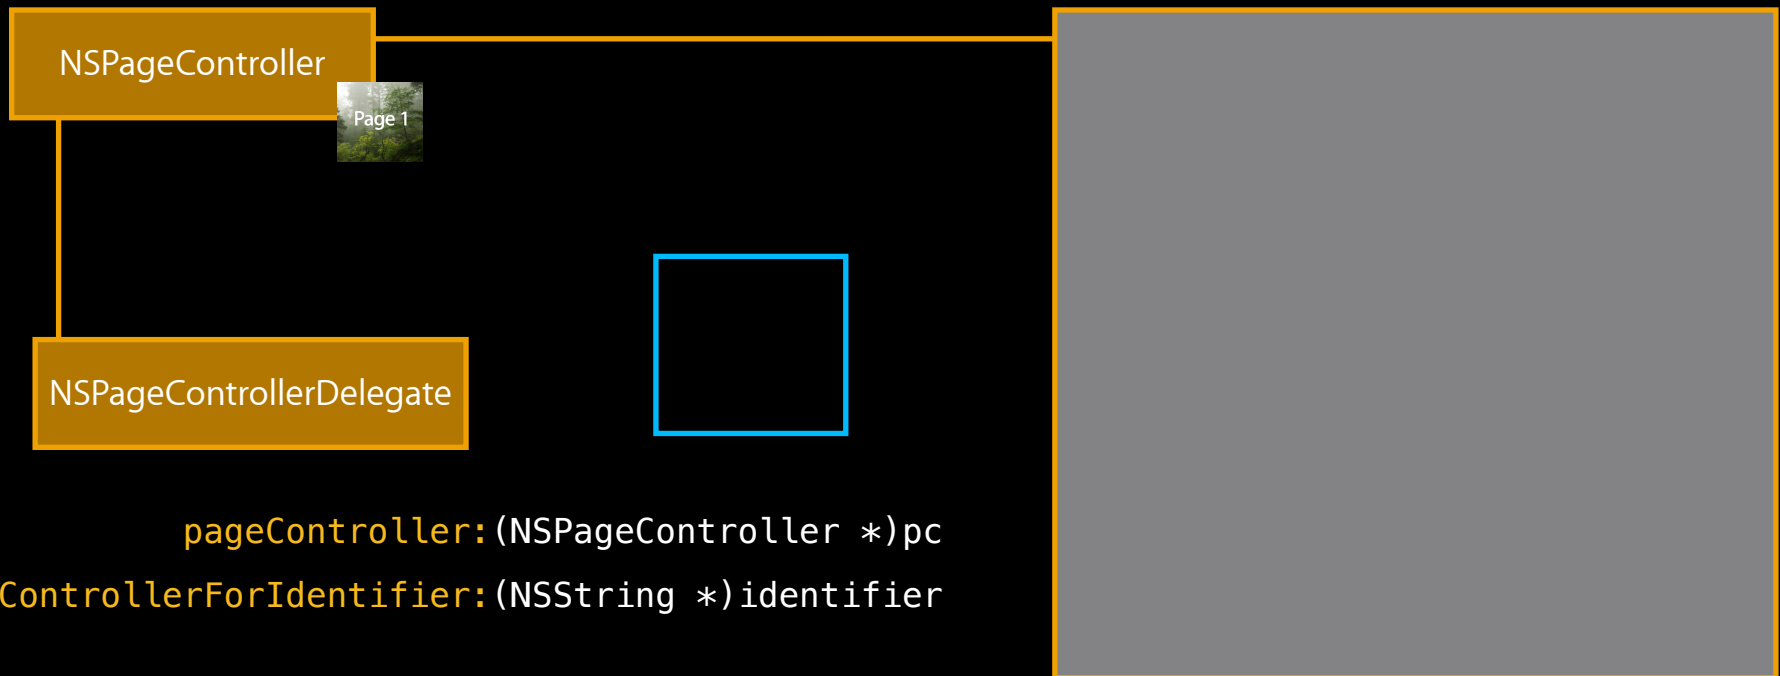 NSPageController
Page 1
NSPageControllerDelegate
pageController:(NSPageController *)pc
ControllerForIdentifier:(NSString *)identifier